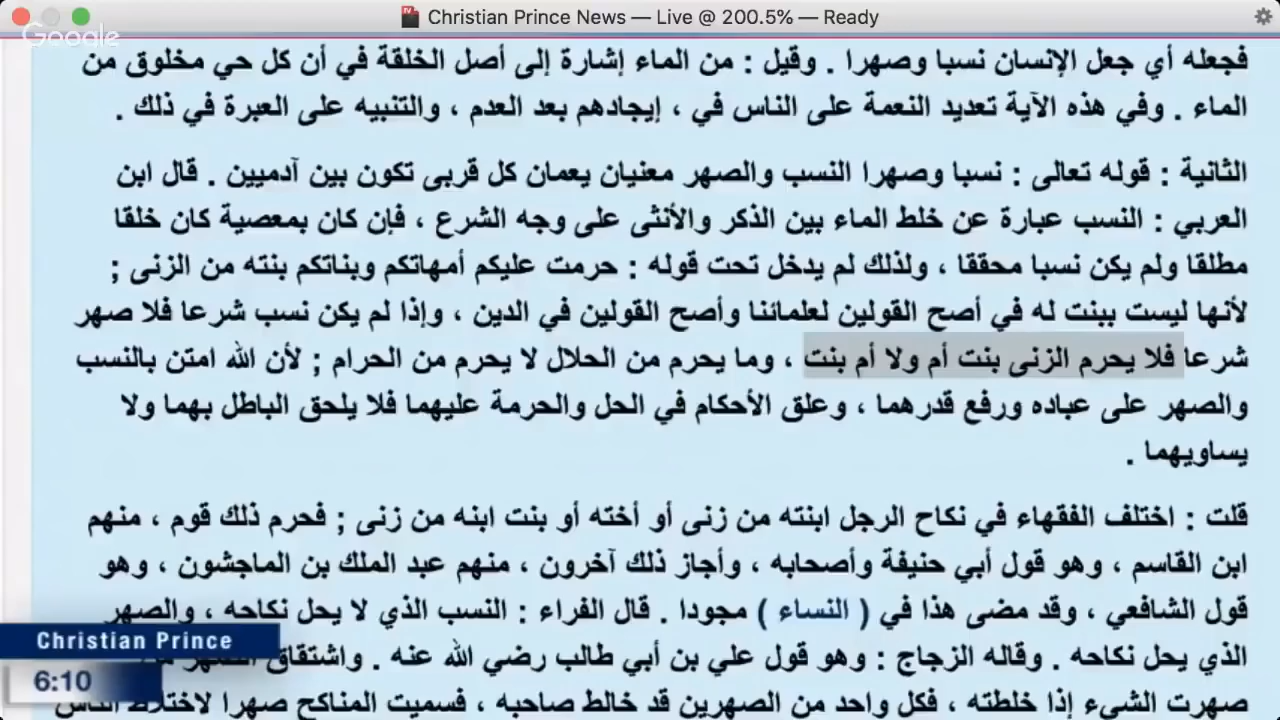 Christian Prince News — Live @ 200.5% — Ready
Google
فجعله أي جعل الإنسان نسبا وصهرا . وقيل : من الماء إشارة إلى أصل الخلقة في أن كل حي مخلوق من
الماء . وفي هذه الآية تعديد النعمة على الناس في ، إيجادهم بعد العدم ، والتنبيه على العبرة في ذلك .
الثانية : قوله تعالى : نسبا وصهرا النسب والصهر معنيان يعمان كل قربى تكون بين آدميين . قال ابن
العربي : النسب عبارة عن خلط الماء بين الذكر والأنثى على وجه الشرع ، فإن كان بمعصية كان خلقا
مطلقا ولم يكن نسبا محققا ، ولذلك لم يدخل تحت قوله : حرمت عليكم أمهاتكم وبناتكم بنته من الزنى ;
لأنها ليست ببنت له في أصح القولين لعلمائنا وأصح القولين في الدين ، وإذا لم يكن نسب شرعا فلا صهر
شرعا فلا يحرم الزنى بنت أم ولا أم بنت ، وما يحرم من الحلال لا يحرم من الحرام ; لأن الله امتن بالنسب
والصهر على عباده ورفع قدرهما ، وعلق الأحكام في الحل والحرمة عليهما فلا يلحق الباطل بهما ولا
يساويهما .
قلت : اختلف الفقهاء في نكاح الرجل ابنته من زنى أو أخته أو بنت ابنه من زنى ; فحرم ذلك قوم ، منهم
ابن القاسم ، وهو قول أبي حنيفة وأصحابه ، وأجاز ذلك آخرون ، منهم عبد الملك بن الماجشون ، وهو
قول الشافعي ، وقد مضى هذا في ( النساء ) مجودا . قال الفراء : النسب الذي لا يحل نكاحه ، والصهر
الذي يحل نكاحه . وقاله الزجاج : وهو قول علي بن أبي طالب رضي الله عنه . واشتقاق
صهرت الشيء إذا خلطته ، فكل واحد من الصهرين قد خالط صاحبه ، فسميت المناكح صهرا لاختلاط الناس
Christian Prince
6:10